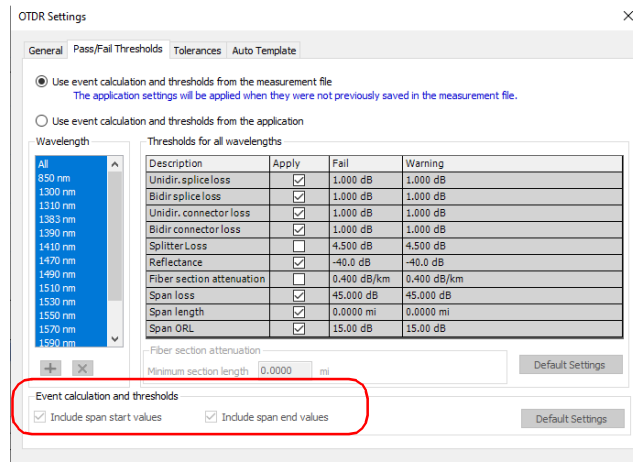 OTDR Settings
General Pass/Fail Thresholds Tolerances Auto Template
Use event calculation and thresholds from the measurement file
The application settings will be applied when they were not previously saved in the measurement file.
Use event calculation and thresholds from the application
Wavelength
All
850 nm
1300 nm
1310 nm
1383 nm
1390 nm
1410 nm
1470 nm
1490 nm
1510 nm
1530 nm
1550 nm
1570 nm
1590 nm
Thresholds for all wavelengths
Description Apply Fail Warning
Unidir. splice loss 1.000 dB 1.000 dB
Bidir splice loss 1.000 dB 1.000 dB
Unidir. connector loss 1.000 dB 1.000 dB
Bidir connector loss 1.000 dB 1.000 dB
Splitter Loss 4.500 dB 4.500 dB
Reflectance -40.0 dB -40.0 dB
Fiber section attenuation 0.400 dB/km 0.400 dB/km
Span loss 45.000 dB 45.000 dB
Span length 0.0000 mi 0.0000 mi
Span ORL 15.00 dB 15.00 dB
Fiber section attenuation
Minimum section length 0.0000 mi
Default Settings
Event calculation and thresholds
Include span start values Include span end values
Default Settings